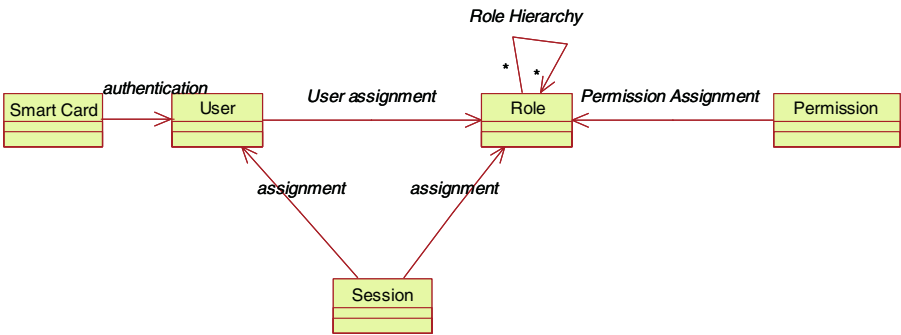 Role Hierarchy
*
*
authentication
User assignment
Permission Assignment
Smart Card
User
Role
Permission
assignment
assignment
Session